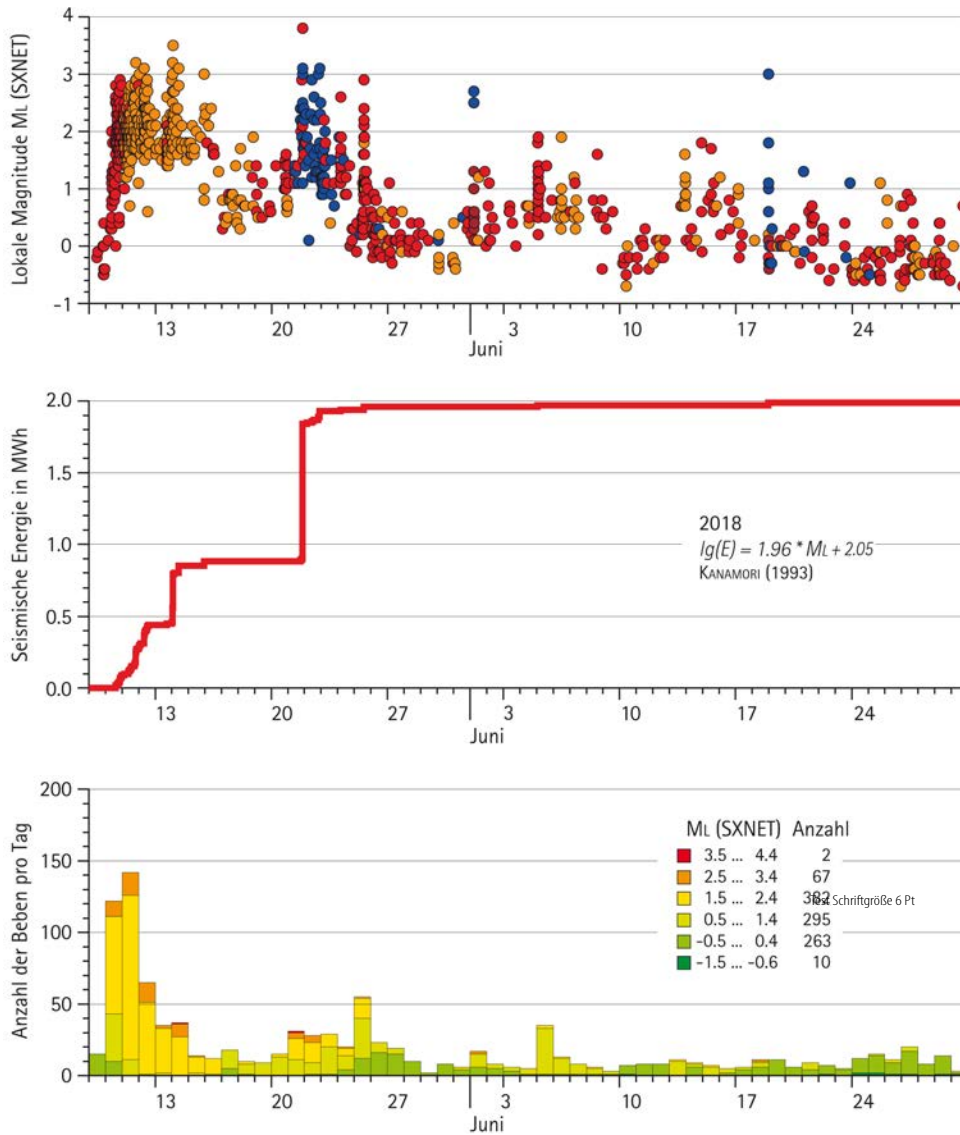 Lokale Magnitude ML (SXNET)
4
3
2
1
0
-1
13
20
27
3
10
17
24
Juni
Seismische Energie in MWh
2.0
1.5
1.0
0.5
0.0
2018
lg(E) = 1.96 * ML + 2.05
KANAMORI (1993)
13
20
27
3
10
17
24
Juni
Anzahl der Beben pro Tag
200
150
100
50
0
ML (SXNET) Anzahl
3.5 ... 4.4 2
2.5 ... 3.4 67
1.5 ... 2.4 382
Schriftgröße 6 Pt
0.5 ... 1.4 295
-0.5 ... 0.4 263
-1.5 ... -0.6 10
13
20
27
3
10
17
24
Juni